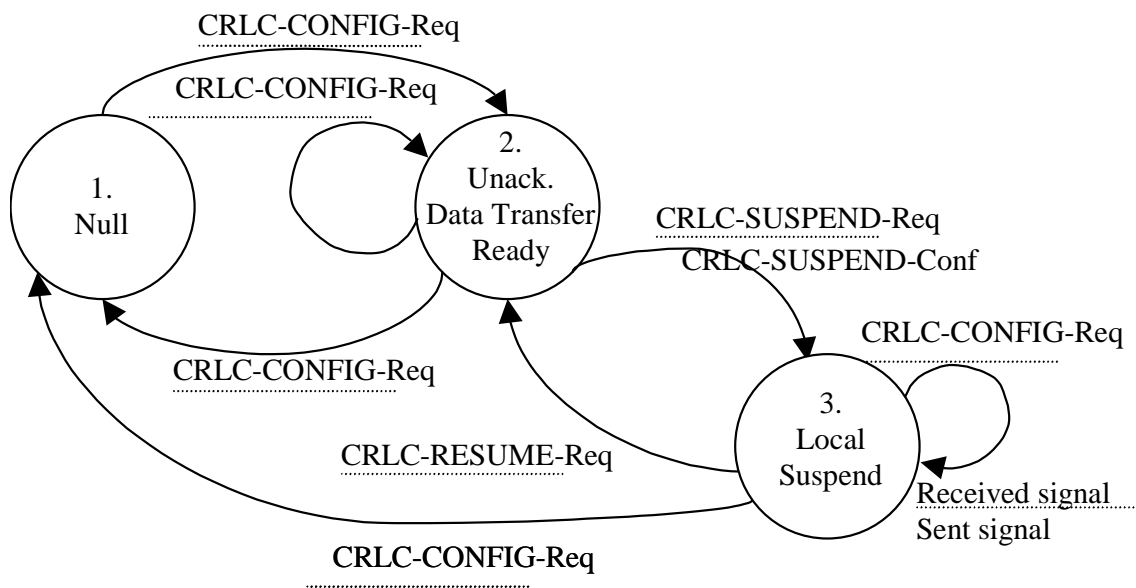 CRLC-CONFIG-Req
CRLC-CONFIG-Req
1.
Null
2.
Unack.
Data Transfer
Ready
CRLC-SUSPEND-Req
CRLC-SUSPEND-Conf
CRLC-CONFIG-Req
CRLC-CONFIG-Req
3.
Local
Suspend
CRLC-RESUME-Req
Received signal
Sent signal
CRLC-CONFIG-Req